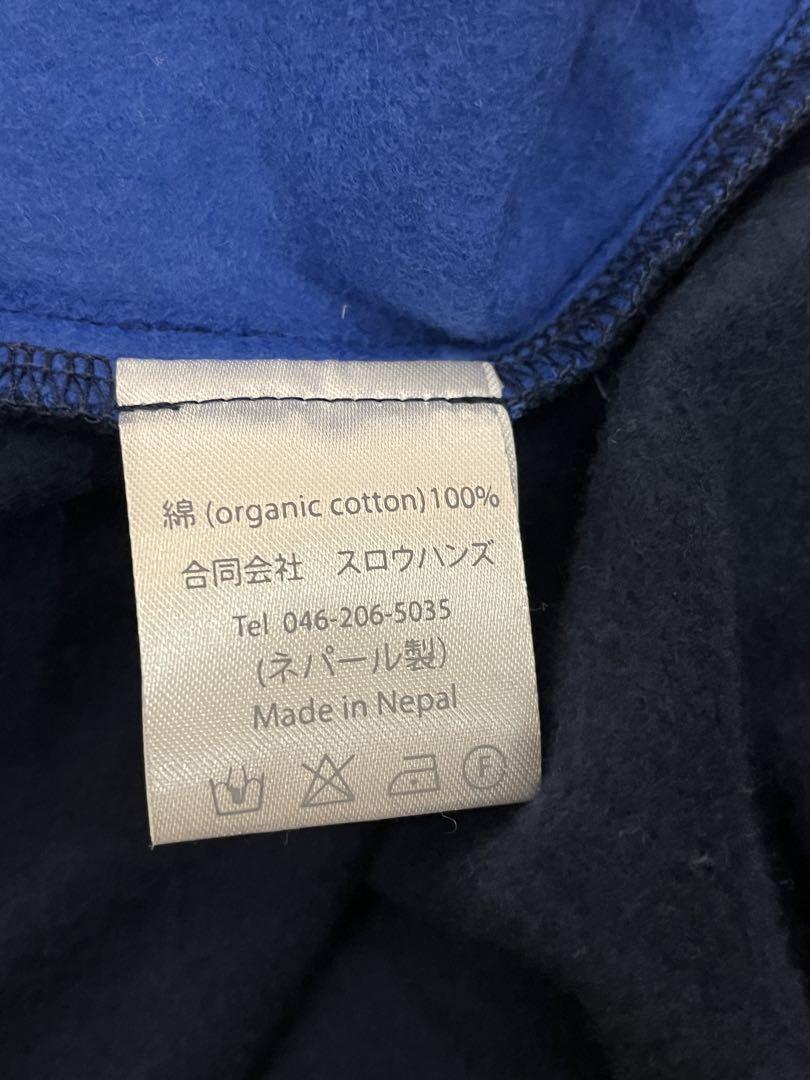 綿 (organic cotton)100%
合同会社　スロウハンズ
Tel 046-206-5035
(ネパール製)
Made in Nepal
F